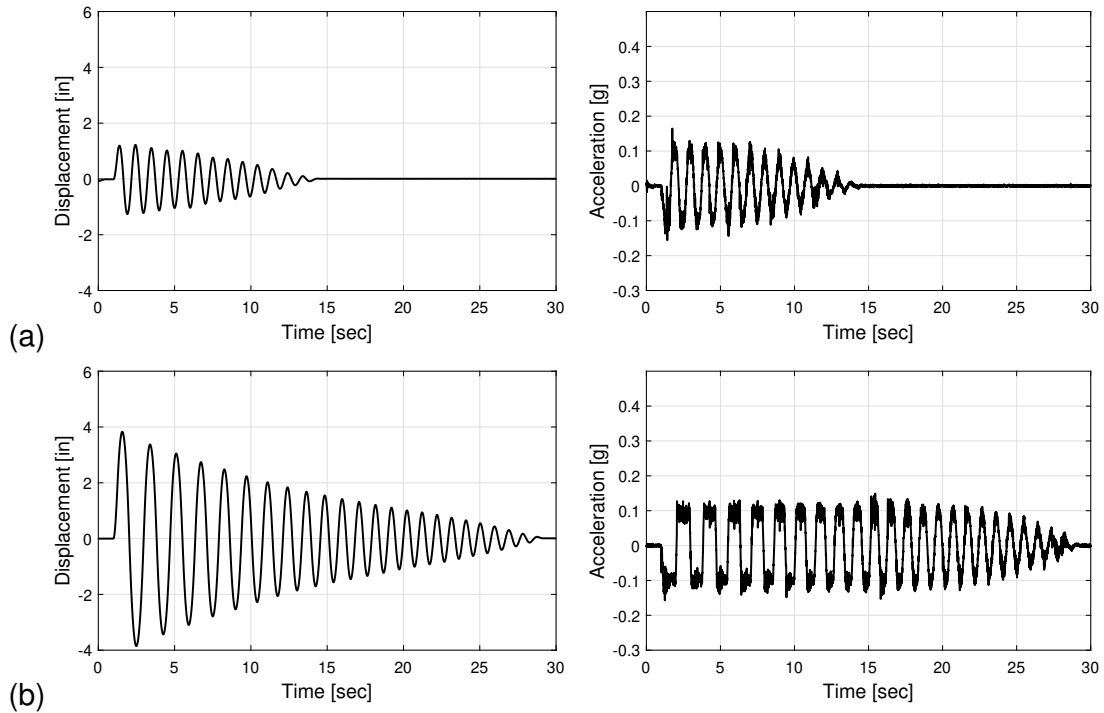 6
4
2
0
-2
-4
Displacement [in]
0 5 10 15 20 25 30
Time [sec]
0.4
0.3
0.2
0.1
0
-0.1
-0.2
-0.3
Acceleration [g]
0 5 10 15 20 25 30
Time [sec]
(a)
6
4
2
0
-2
-4
Displacement [in]
0 5 10 15 20 25 30
Time [sec]
0.4
0.3
0.2
0.1
0
-0.1
-0.2
-0.3
Acceleration [g]
0 5 10 15 20 25 30
Time [sec]
(b)